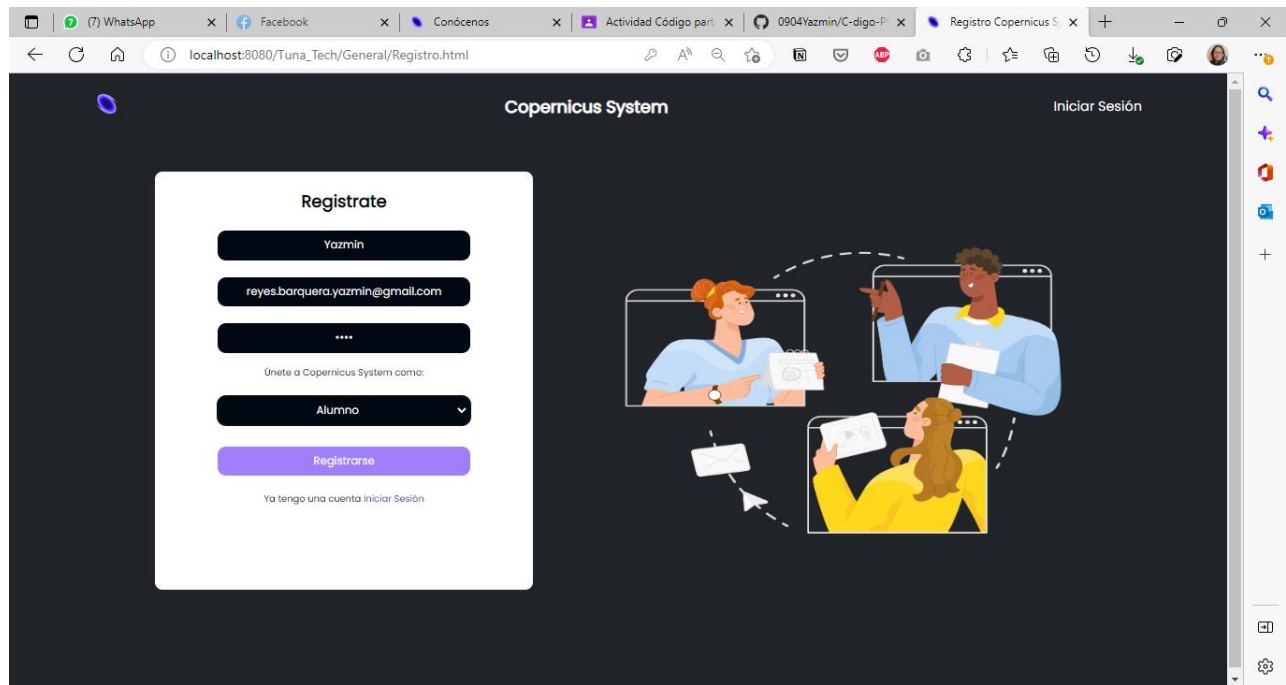 (7) WhatsApp
Facebook
Conócenos
Actividad Código part
0904Yazmin/C-digo-P
Registro Copernicus S
localhost:8080/Tuna_Tech/General/Registro.html
Copernicus System
Iniciar Sesión
Registrate
Yazmin
reyes.barquera.yazmin@gmail.com
••••
Únete a Copernicus System como:
Alumno
Registrarse
Ya tengo una cuenta Iniciar Sesión